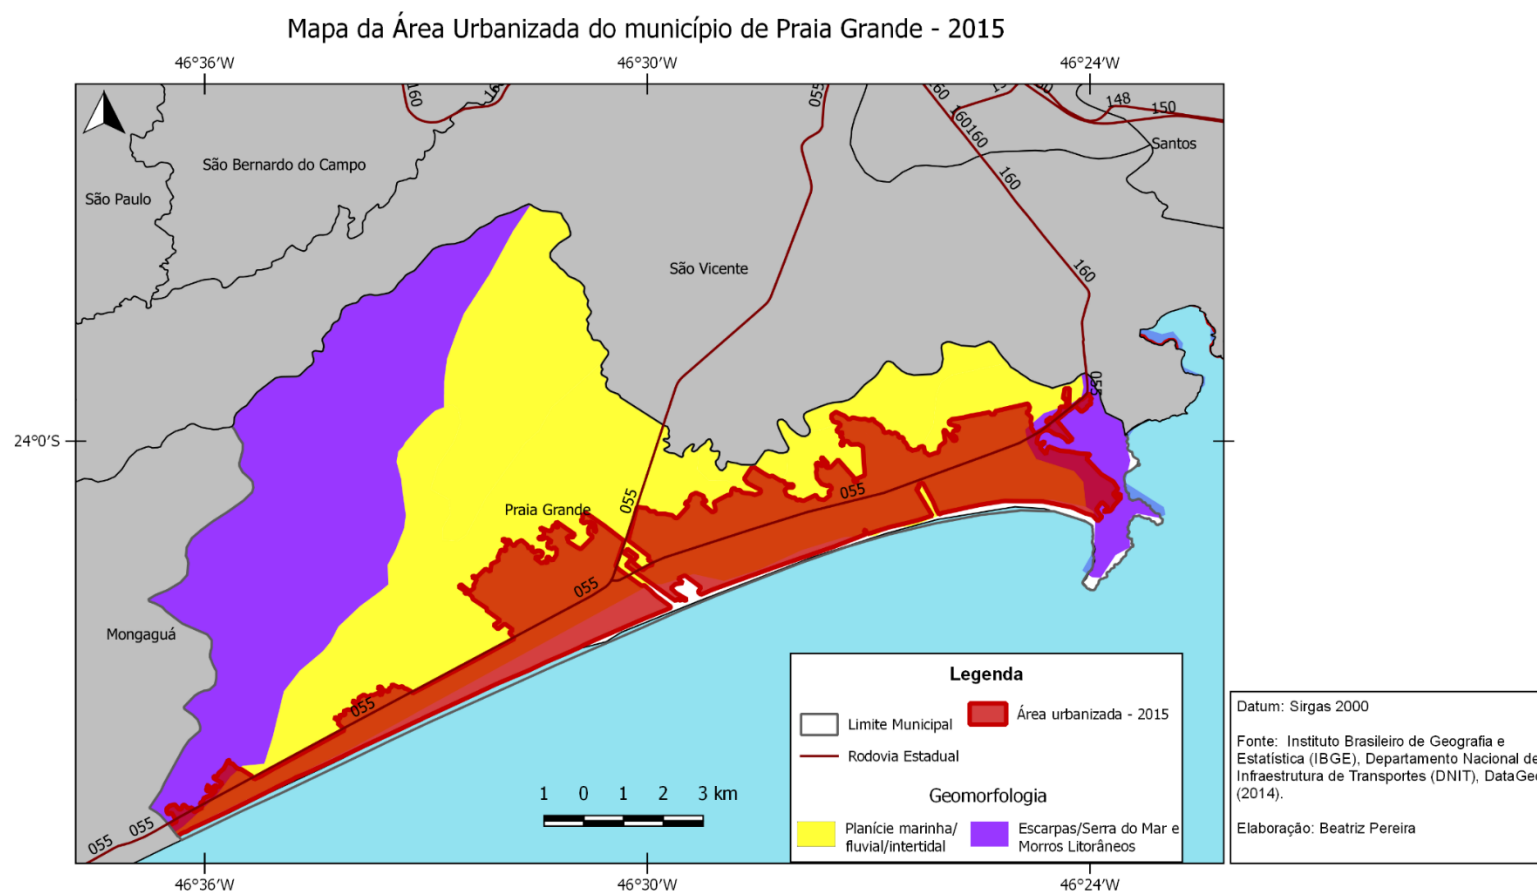 Mapa da Área Urbanizada do município de Praia Grande - 2015
46°36'W
46°30'W
46°24'W
160
055
160
160
160
148
150
Santos
São Bernardo do Campo
São Paulo
160
São Vicente
160
055
24°0'S
055
055
Praia Grande
055
Mongaguá
055
055
055
Legenda
Limite Municipal
Área urbanizada - 2015
Rodovia Estadual
Geomorfologia
Planície marinha/
fluvial/intertidal
Escarpas/Serra do Mar e
Morros Litorâneos
1 0 1 2 3 km
Datum: Sirgas 2000
Fonte: Instituto Brasileiro de Geografia e
Estatística (IBGE), Departamento Nacional de
Infraestrutura de Transportes (DNIT), DataGeo
(2014).
Elaboração: Beatriz Pereira
46°36'W
46°30'W
46°24'W